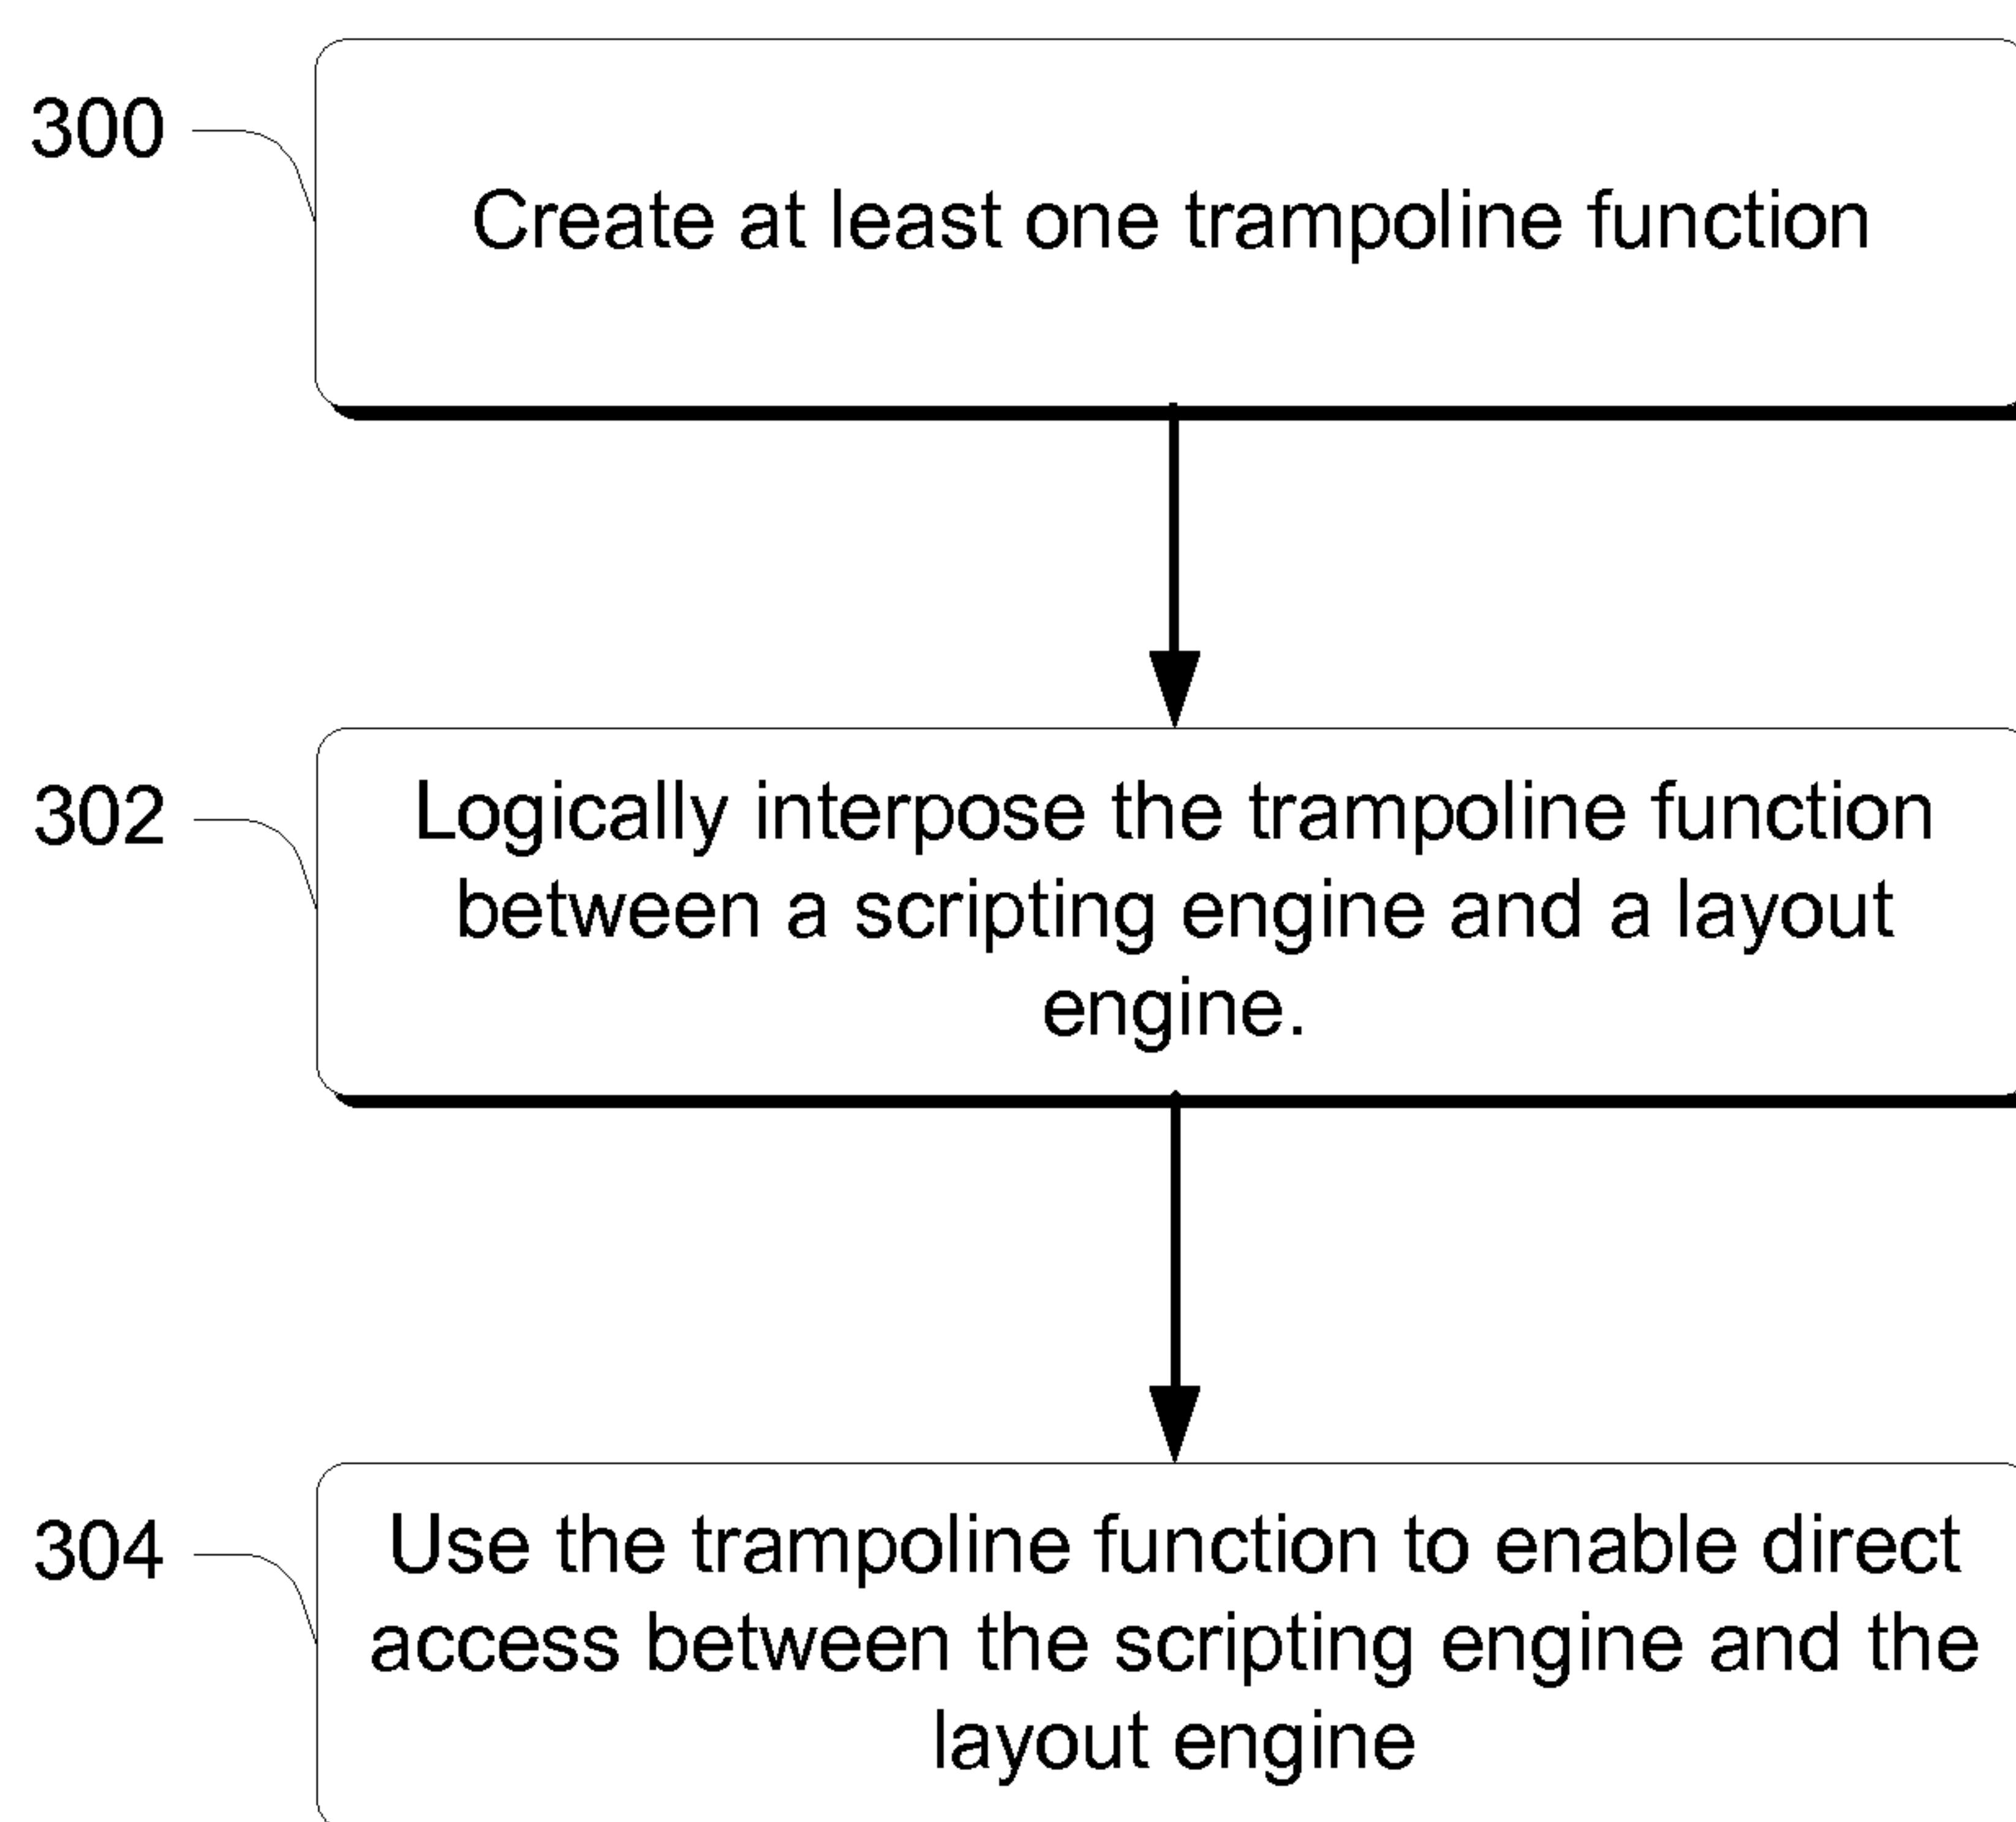 300
Create at least one trampoline function
302
Logically interpose the trampoline function
between a scripting engine and a layout
engine.
304
Use the trampoline function to enable direct
access between the scripting engine and the
layout engine